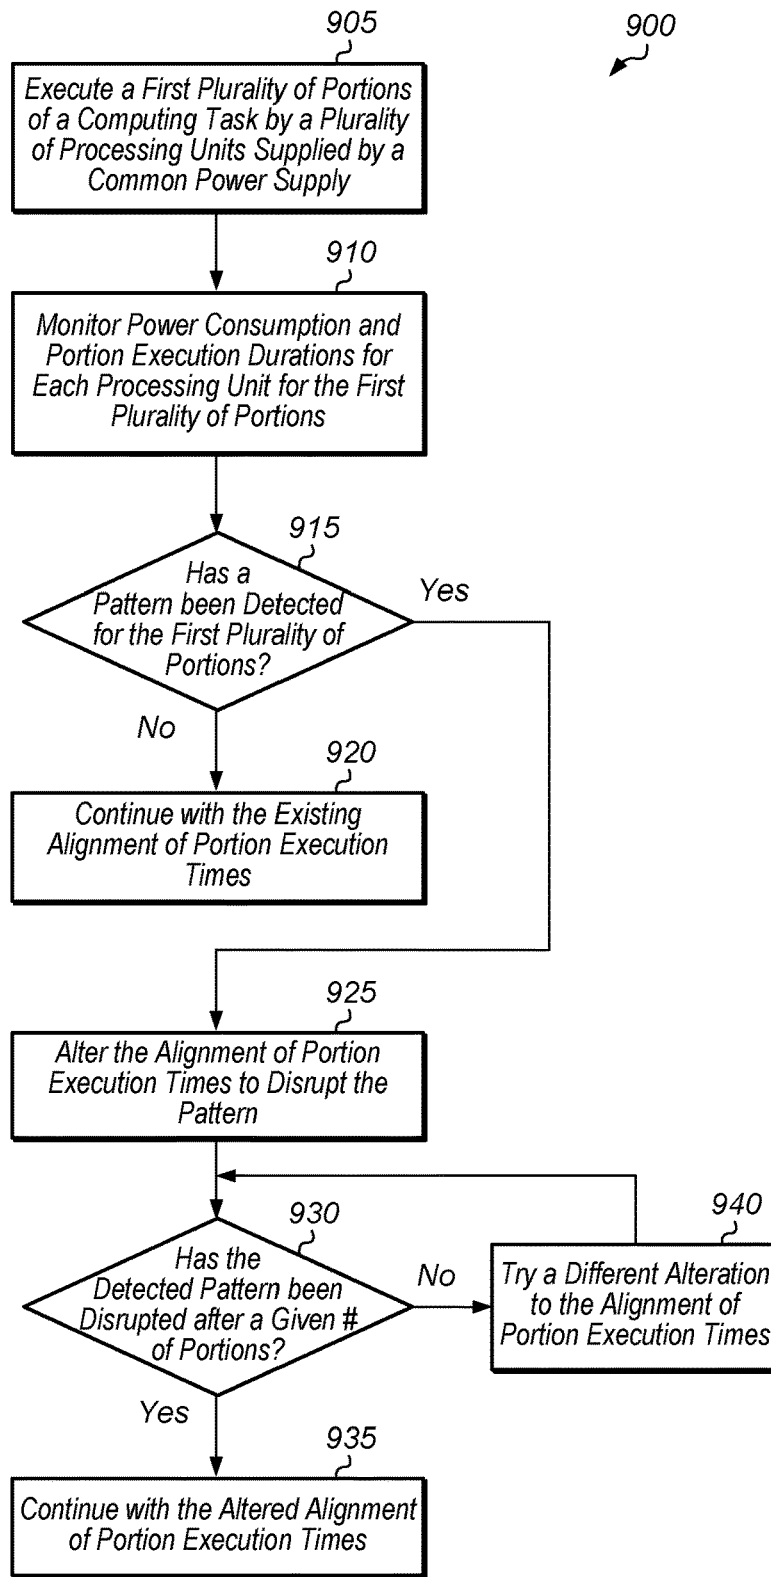 905
900
Execute a First Plurality of Portions
of a Computing Task by a Plurality
of Processing Units Supplied by a
Common Power Supply
910
Monitor Power Consumption and
Portion Execution Durations for
Each Processing Unit for the First
Plurality of Portions
915
Has a
Pattern been Detected
for the First Plurality of
Portions?
Yes
No
920
Continue with the Existing
Alignment of Portion Execution
Times
925
Alter the Alignment of Portion
Execution Times to Disrupt the
Pattern
930
Has the
Detected Pattern been
Disrupted after a Given #
of Portions?
No
940
Try a Different Alteration
to the Alignment of
Portion Execution Times
Yes
935
Continue with the Altered Alignment
of Portion Execution Times